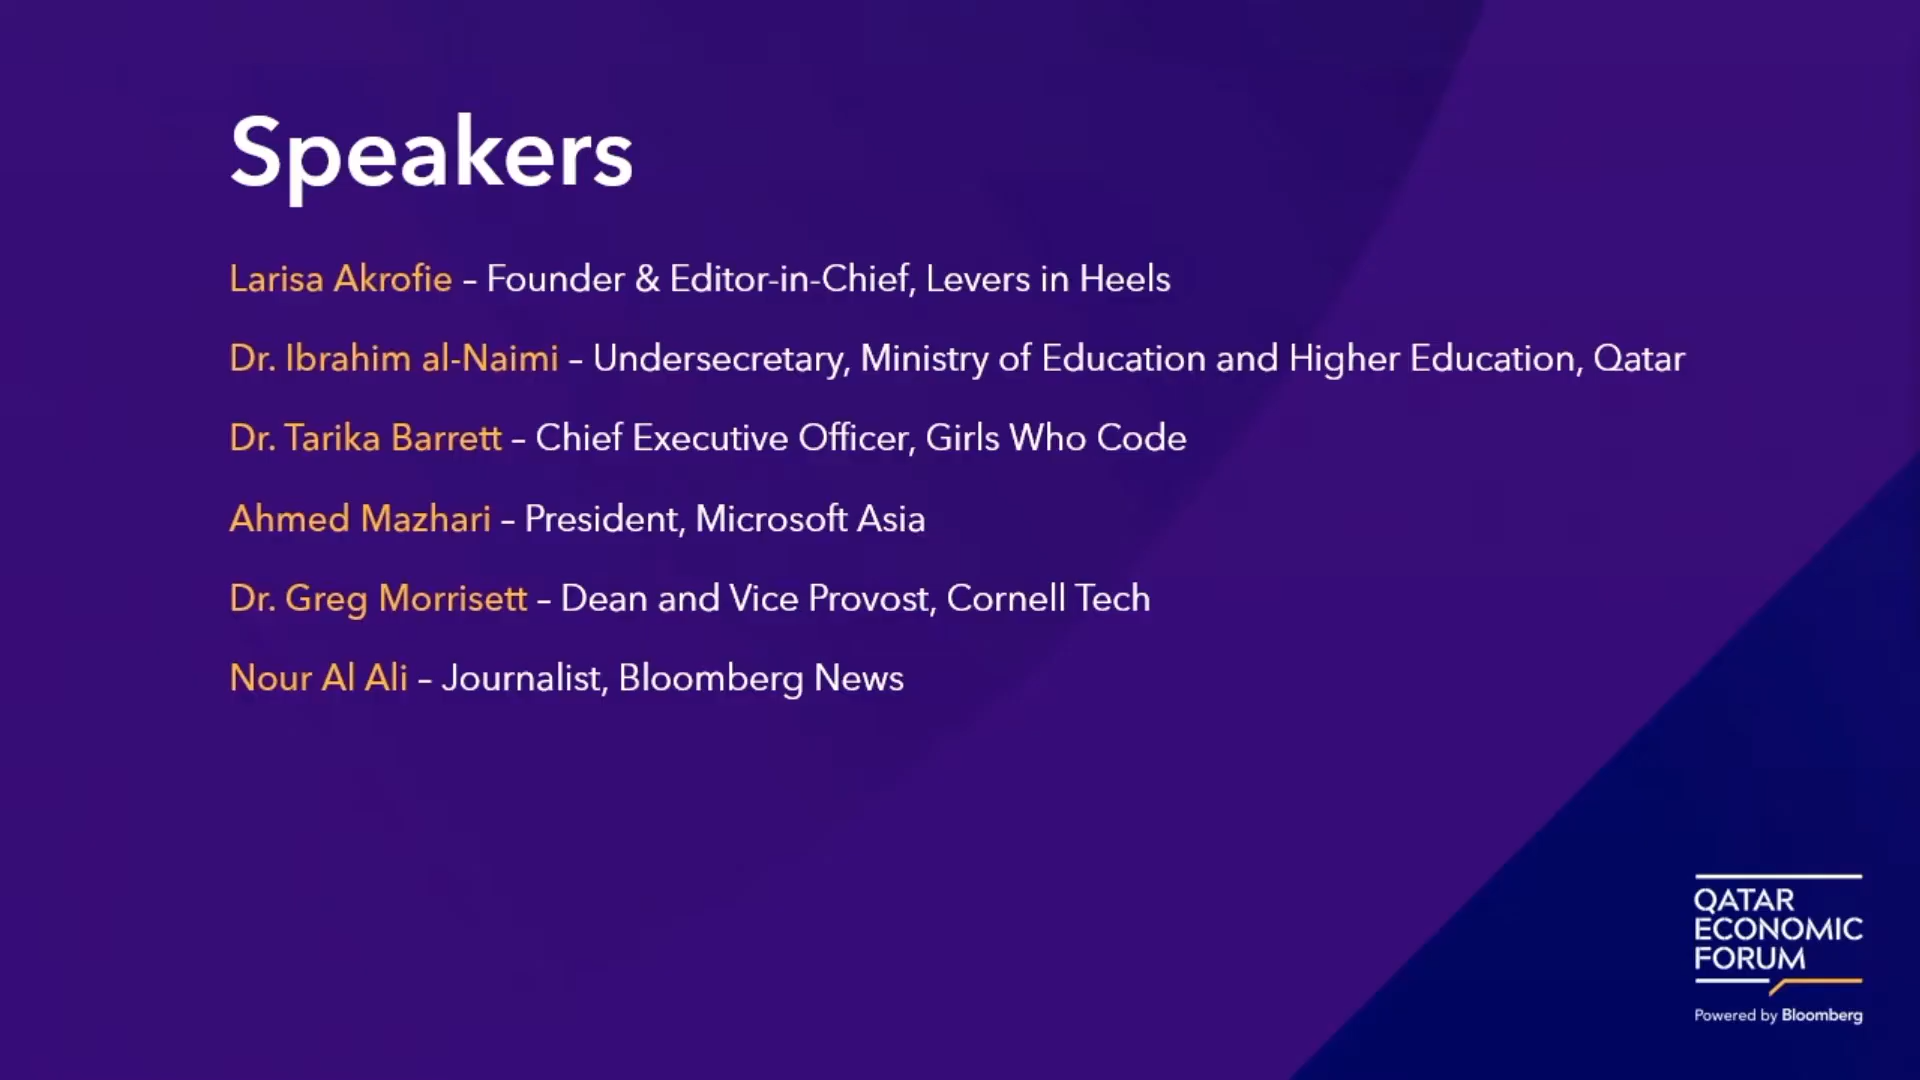 Speakers
Larisa Akrofie – Founder & Editor-in-Chief, Levers in Heels
Dr. Ibrahim al-Naimi – Undersecretary, Ministry of Education and Higher Education, Qatar
Dr. Tarika Barrett – Chief Executive Officer, Girls Who Code
Ahmed Mazhari – President, Microsoft Asia
Dr. Greg Morrisett – Dean and Vice Provost, Cornell Tech
Nour Al Ali – Journalist, Bloomberg News
QATAR
ECONOMIC
FORUM
Powered by Bloomberg